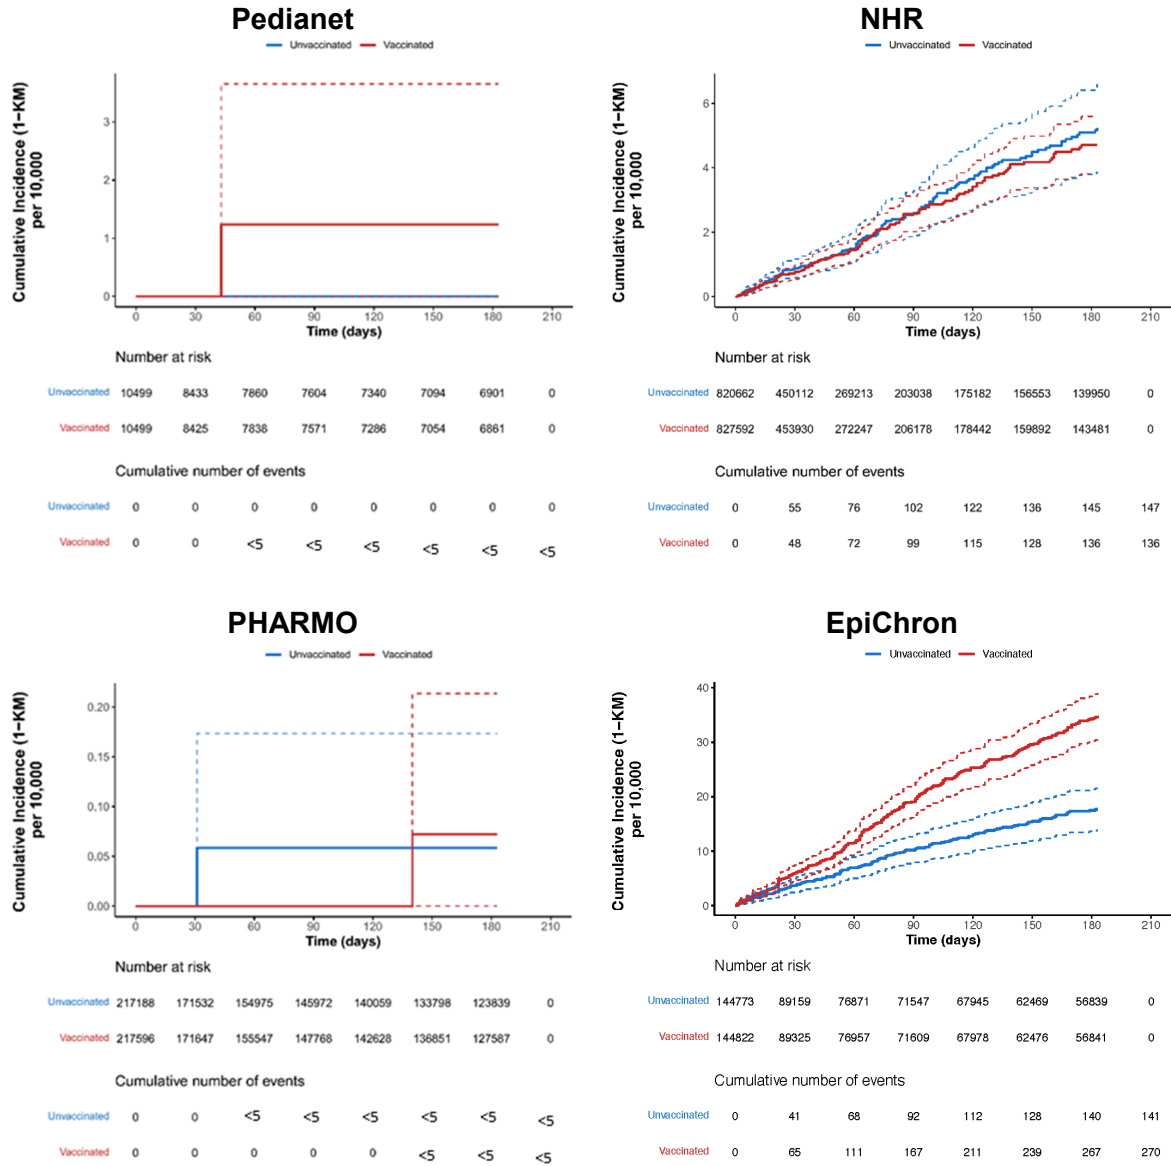 Pedianet
Unvaccinated Vaccinated
Cumulative Incidence (1−KM)
per 10,000
3
2
1
0
0 30 60 90 120 150 180 210
Time (days)
Number at risk
Unvaccinated 10499 8433 7860 7604 7340 7094 6901 0
Vaccinated 10499 8425 7838 7571 7286 7054 6861 0
Cumulative number of events
Unvaccinated 0 0 0 0 0 0 0 0
Vaccinated 0 0 <5 <5 <5 <5 <5 <5
NHR
Unvaccinated Vaccinated
Cumulative Incidence (1−KM)
per 10,000
6
4
2
0
0 30 60 90 120 150 180 210
Time (days)
Number at risk
Unvaccinated 820662 450112 269213 203038 175182 156553 139950 0
Vaccinated 827592 453930 272247 206178 178442 159892 143481 0
Cumulative number of events
Unvaccinated 0 55 76 102 122 136 145 147
Vaccinated 0 48 72 99 115 128 136 136
PHARMO
Unvaccinated Vaccinated
Cumulative Incidence (1−KM)
per 10,000
0.20
0.15
0.10
0.05
0.00
0 30 60 90 120 150 180 210
Time (days)
Number at risk
Unvaccinated 217188 171532 154975 145972 140059 133798 123839 0
Vaccinated 217596 171647 155547 147768 142628 136851 127587 0
Cumulative number of events
Unvaccinated 0 0 <5 <5 <5 <5 <5 <5
Vaccinated 0 0 0 0 0 <5 <5 <5
EpiChron
Unvaccinated Vaccinated
Cumulative Incidence (1−KM)
per 10,000
40
30
20
10
0
0 30 60 90 120 150 180 210
Time (days)
Number at risk
Unvaccinated 144773 89159 76871 71547 67945 62469 56839 0
Vaccinated 144822 89325 76957 71609 67978 62476 56841 0
Cumulative number of events
Unvaccinated 0 41 68 92 112 128 140 141
Vaccinated 0 65 111 167 211 239 267 270